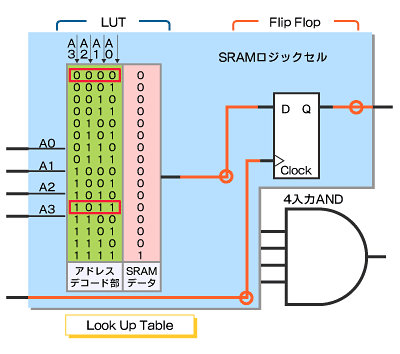 LUT
Flip Flop
A3 A2 A1 A0
SRAMロジックセル
0 0 0 0 0
0 0 0 1 0
0 0 1 0 0
0 0 1 1 0
0 1 0 0 0
0 1 0 1 0
0 1 1 0 0
0 1 1 1 0
1 0 0 0 0
1 0 0 1 0
1 0 1 0 0
1 0 1 1 0
1 1 0 0 0
1 1 0 1 0
1 1 1 0 0
1 1 1 1 1
A0
A1
A2
A3
D Q
Clock
4入力AND
アドレス
デコード部
SRAM
データ
Look Up Table